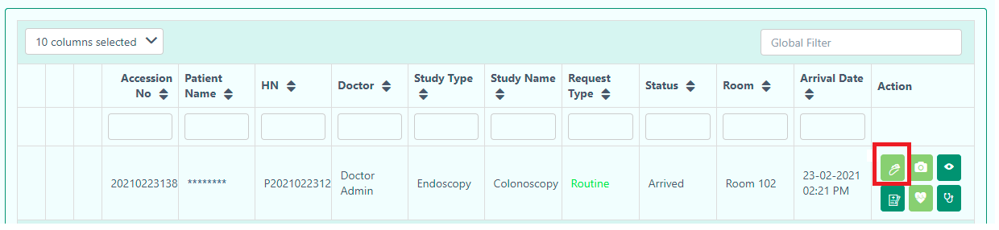 10 columns selected
Global Filter
Accession No
Patient Name
HN
Doctor
Study Type
Study Name
Request Type
Status
Room
Arrival Date
Action
20210223138
********
P2021022312
Doctor Admin
Endoscopy
Colonoscopy
Routine
Arrived
Room 102
23-02-2021
02:21 PM